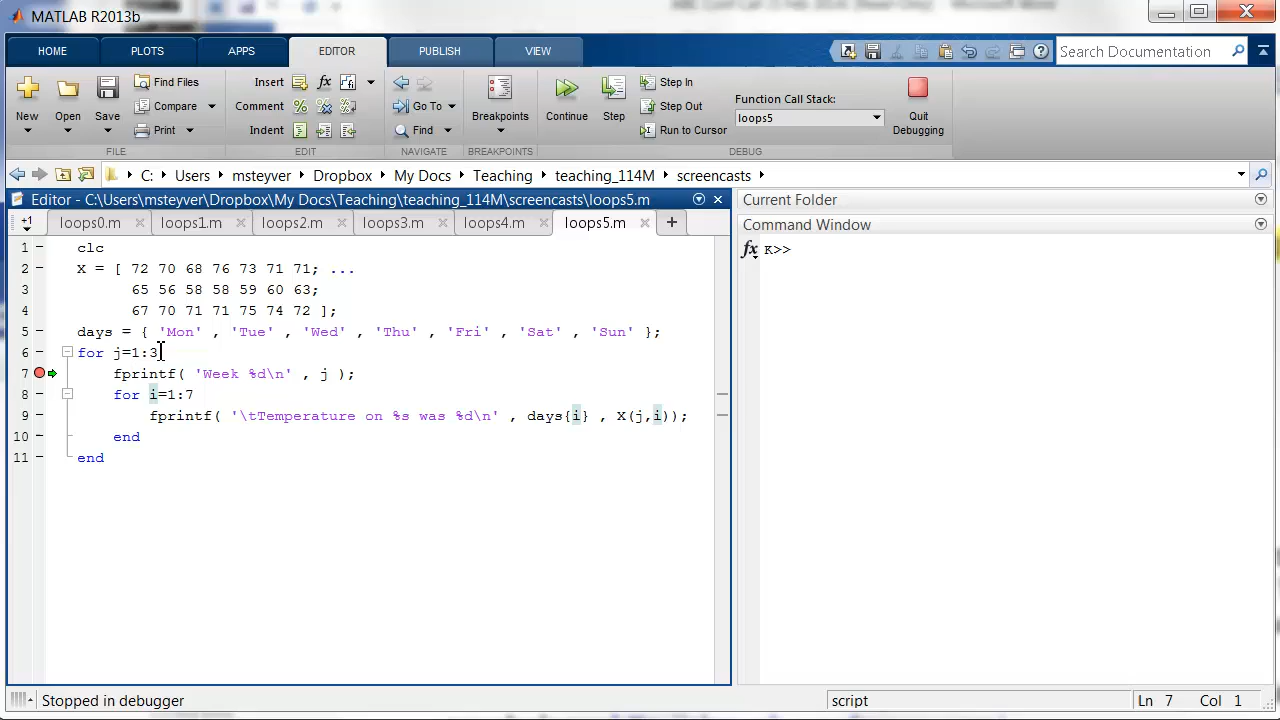 MATLAB R2013b
HOME PLOTS APPS EDITOR PUBLISH VIEW Search Documentation
New Open Save Find Files Compare Print
Insert Comment Indent
Go To Find
Breakpoints
Continue Step Step In Step Out Run to Cursor
Function Call Stack:
loops5
Quit Debugging
FILE EDIT NAVIGATE BREAKPOINTS DEBUG
C: Users msteyver Dropbox My Docs Teaching teaching_114M screencasts
Editor - C:\Users\msteyver\Dropbox\My Docs\Teaching\teaching_114M\screencasts\loops5.m
+1 loops0.m loops1.m loops2.m loops3.m loops4.m loops5.m
1 clc
2 X = [ 72 70 68 76 73 71 71; ...
3 65 56 58 58 59 60 63;
4 67 70 71 71 75 74 72 ];
5 days = { 'Mon' , 'Tue' , 'Wed' , 'Thu' , 'Fri' , 'Sat' , 'Sun' };
6 for j=1:3
7 fprintf( 'Week %d\n' , j );
8 for i=1:7
9 fprintf( '\tTemperature on %s was %d\n' , days{i} , X(j,i));
10 end
11 end
Current Folder
Command Window
fx K>>
Stopped in debugger
script
Ln 7 Col 1